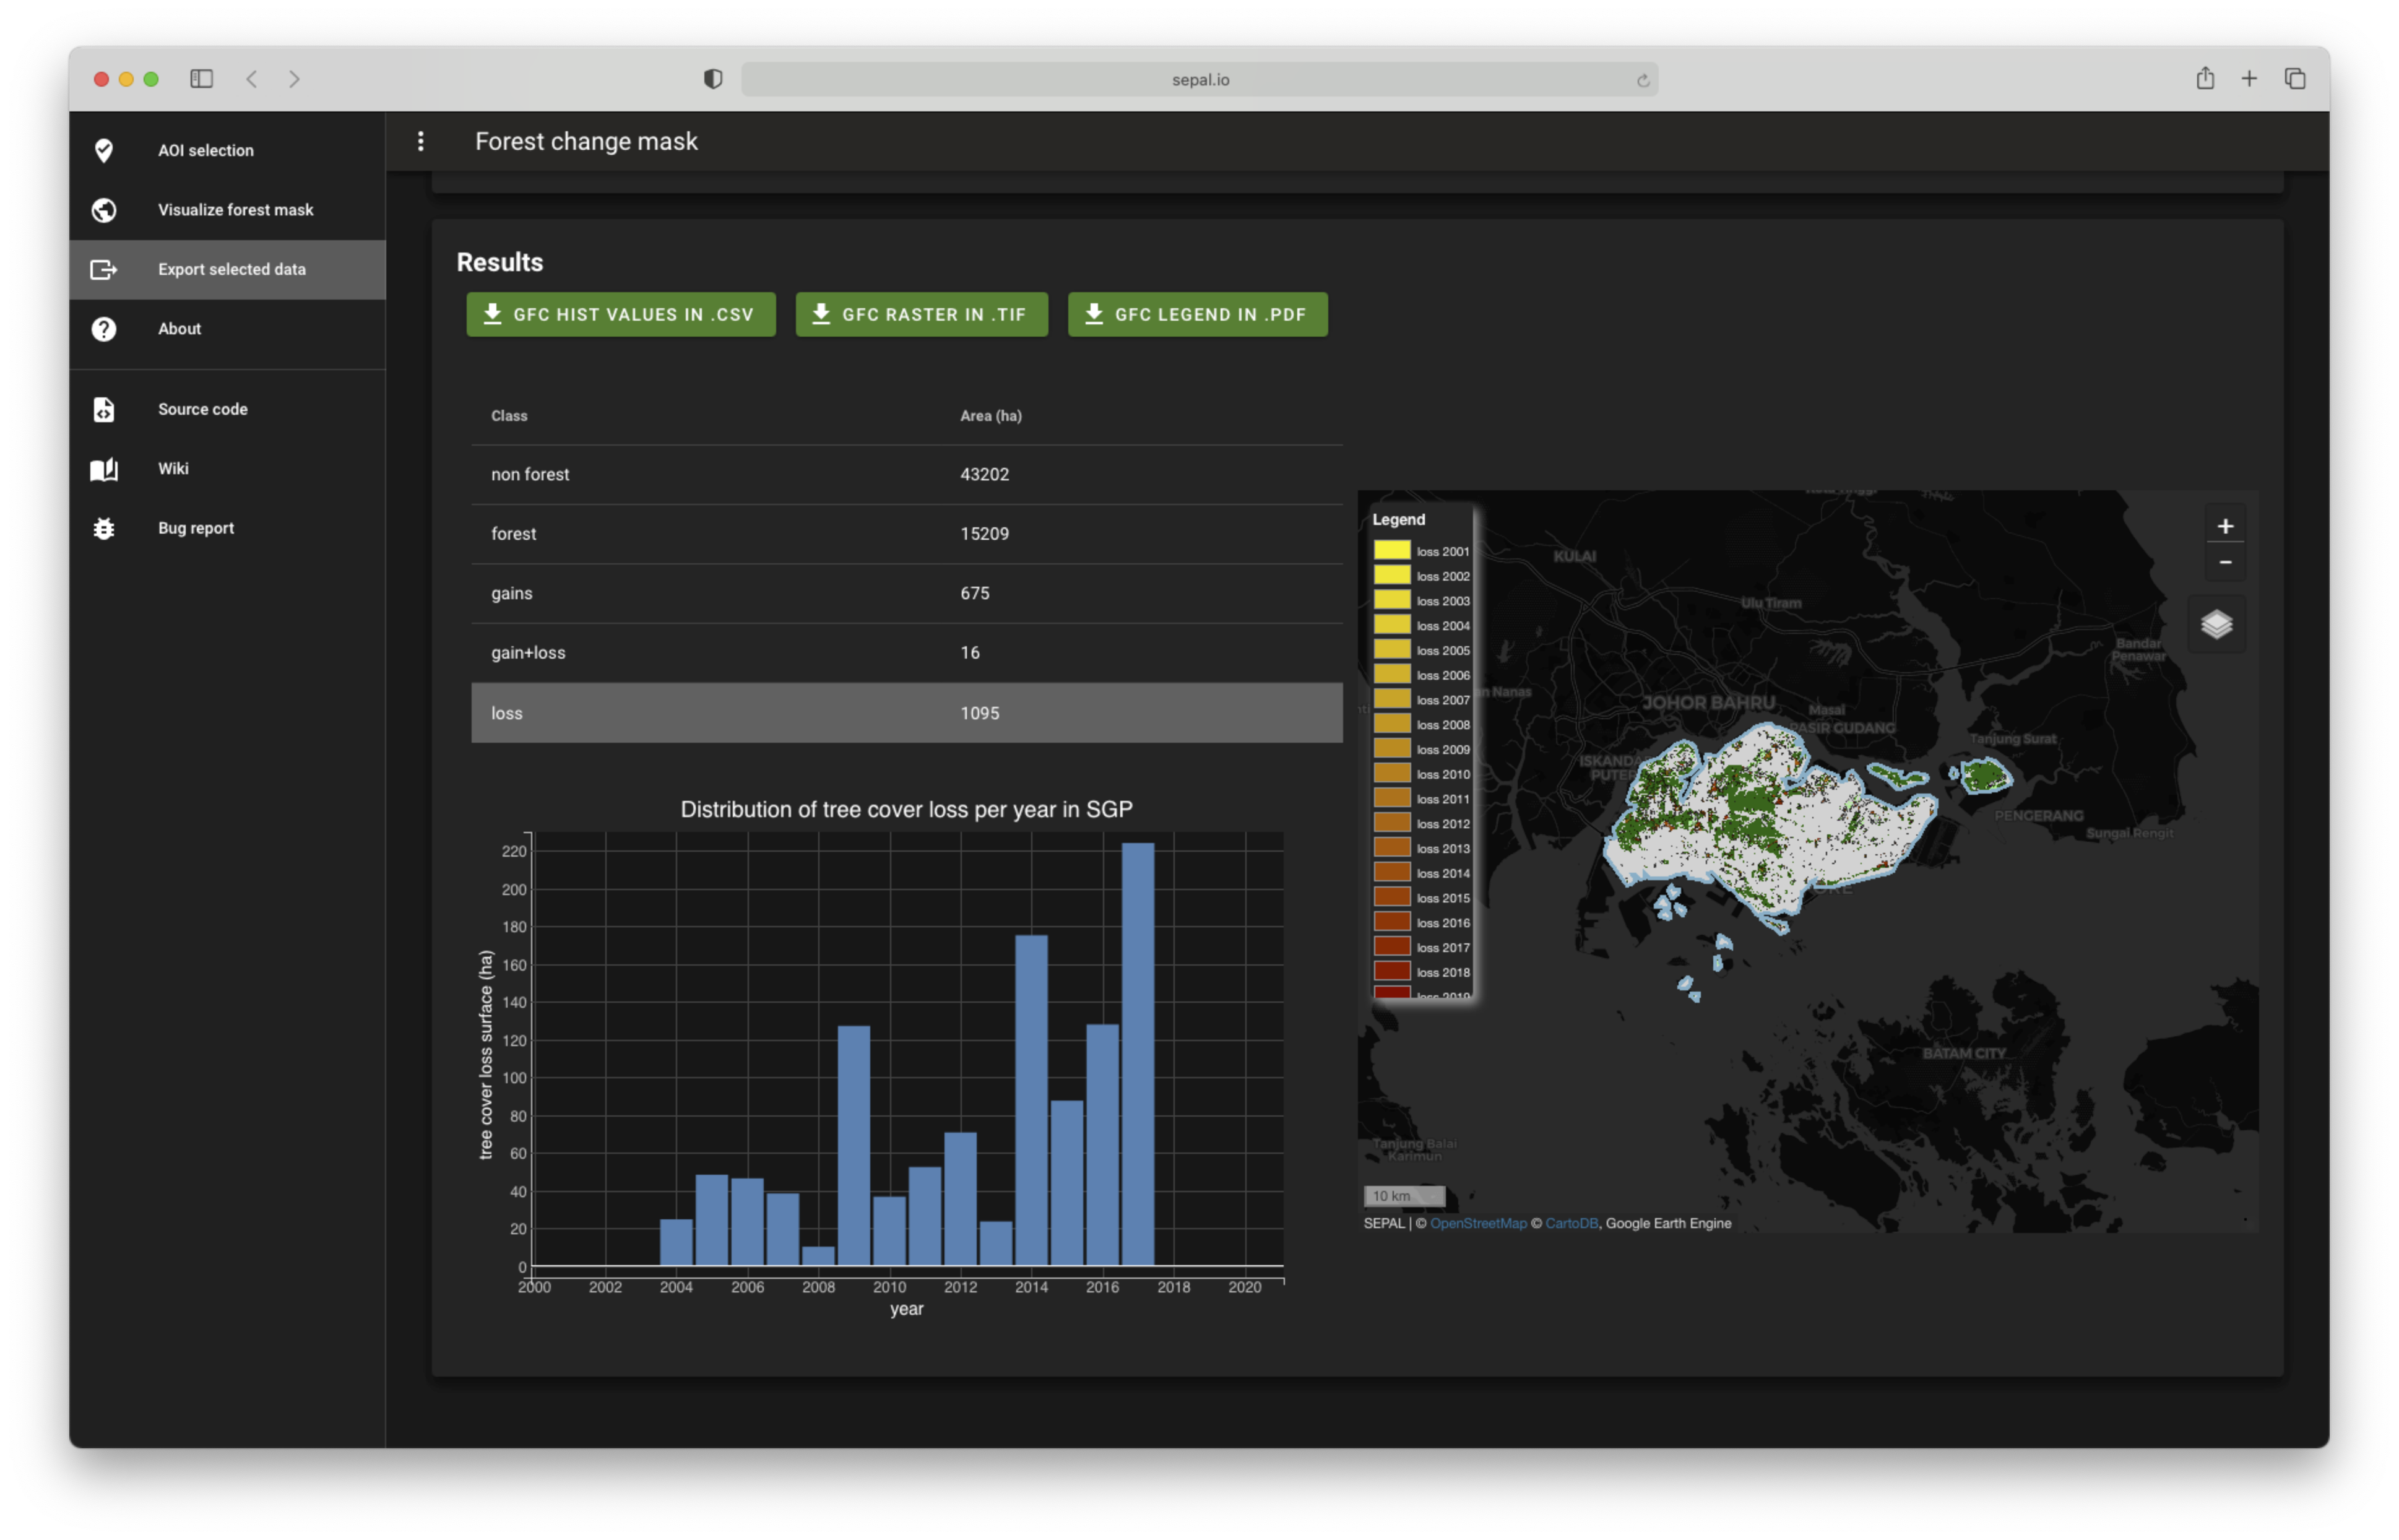 sepal.io
AOI selection
Visualize forest mask
Export selected data
About
Source code
Wiki
Bug report
Forest change mask
Results
GFC HIST VALUES IN .CSV
GFC RASTER IN .TIF
GFC LEGEND IN .PDF
Class Area (ha)
non forest 43202
forest 15209
gains 675
gain+loss 16
loss 1095
Distribution of tree cover loss per year in SGP
tree cover loss surface (ha)
220
200
180
160
140
120
100
80
60
40
20
0
2000 2002 2004 2006 2008 2010 2012 2014 2016 2018 2020
year
Legend
loss 2001
loss 2002
loss 2003
loss 2004
loss 2005
loss 2006
loss 2007
loss 2008
loss 2009
loss 2010
loss 2011
loss 2012
loss 2013
loss 2014
loss 2015
loss 2016
loss 2017
loss 2018
loss 2019
+
−
KULAI
Ulu Tiram
Bandar
Penawar
an Nanas
JOHOR BAHRU
Masai
PASIR GUDANG
Tanjung Surat
ISKANDA
PUTER
PENGERANG
Sungai Rengit
BATAM CITY
Tanjung Balai
Karimun
10 km
SEPAL | © OpenStreetMap © CartoDB, Google Earth Engine